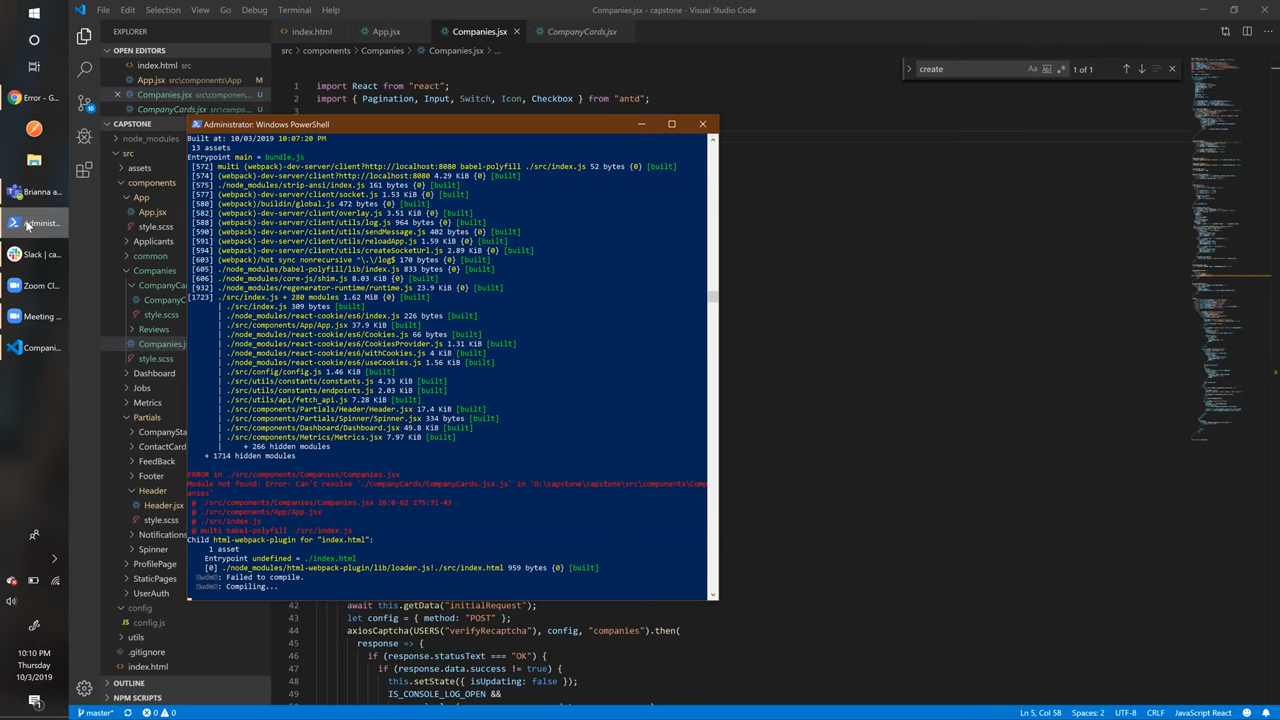 File Edit Selection View Go Debug Terminal Help
Companies.jsx - capstone - Visual Studio Code
EXPLORER
index.html App.jsx Companies.jsx CompanyCards.jsx
OPEN EDITORS
src › components › Companies › Companies.jsx › ...
index.html
App.jsx src\components\App M
Companies.jsx src\componen... U
CompanyCards.jsx src\compo... U
create Aa 1 of 1
1 import React from "react";
2 import { Pagination, Input, Switch, Icon, Checkbox } from "antd";
3
CAPSTONE
node_modules
src
assets
components
App
App.jsx
style.scss
Applicants
common
Companies
CompanyCa
CompanyC
style.scss
Reviews
Companies.j
style.scss
Dashboard
Jobs
Metrics
Partials
CompanySta
ContactCard
FeedBack
Footer
Header
Header.jsx
style.scss
Notifications
Spinner
ProfilePage
StaticPages
UserAuth
config
config.js
utils
.gitignore
index.html
OUTLINE
NPM SCRIPTS
Error - G...
Brianna a...
Administ...
Slack | ca...
Zoom Cl...
Meeting ...
Compani...
10:10 PM
Thursday
10/3/2019
Administrator: Windows PowerShell
Built at: 10/03/2019 10:07:20 PM
13 assets
Entrypoint main = bundle.js
[572] multi (webpack)-dev-server/client?http://localhost:8080 babel-polyfill ./src/index.js 52 bytes {0} [built]
[574] (webpack)-dev-server/client?http://localhost:8080 4.29 KiB {0} [built]
[575] ./node_modules/strip-ansi/index.js 161 bytes {0} [built]
[577] (webpack)-dev-server/client/socket.js 1.53 KiB {0} [built]
[580] (webpack)/buildin/global.js 472 bytes {0} [built]
[582] (webpack)-dev-server/client/overlay.js 3.51 KiB {0} [built]
[588] (webpack)-dev-server/client/utils/log.js 964 bytes {0} [built]
[590] (webpack)-dev-server/client/utils/sendMessage.js 402 bytes {0} [built]
[591] (webpack)-dev-server/client/utils/reloadApp.js 1.59 KiB {0} [built]
[594] (webpack)-dev-server/client/utils/createSocketUrl.js 2.89 KiB {0} [built]
[603] (webpack)/hot sync nonrecursive ^\.\/log$ 170 bytes {0} [built]
[605] ./node_modules/babel-polyfill/lib/index.js 833 bytes {0} [built]
[606] ./node_modules/core-js/shim.js 8.03 KiB {0} [built]
[932] ./node_modules/regenerator-runtime/runtime.js 23.9 KiB {0} [built]
[1723] ./src/index.js + 280 modules 1.62 MiB {0} [built]
| ./src/index.js 309 bytes [built]
| ./node_modules/react-cookie/es6/index.js 226 bytes [built]
| ./src/components/App/App.jsx 37.9 KiB [built]
| ./node_modules/react-cookie/es6/Cookies.js 66 bytes [built]
| ./node_modules/react-cookie/es6/CookiesProvider.js 1.31 KiB [built]
| ./node_modules/react-cookie/es6/withCookies.js 4 KiB [built]
| ./node_modules/react-cookie/es6/useCookies.js 1.56 KiB [built]
| ./src/config/config.js 1.46 KiB [built]
| ./src/utils/constants/constants.js 4.33 KiB [built]
| ./src/utils/constants/endpoints.js 2.03 KiB [built]
| ./src/utils/api/fetch_api.js 7.28 KiB [built]
| ./src/components/Partials/Header/Header.jsx 17.4 KiB [built]
| ./src/components/Partials/Spinner/Spinner.jsx 334 bytes [built]
| ./src/components/Dashboard/Dashboard.jsx 49.8 KiB [built]
| ./src/components/Metrics/Metrics.jsx 7.97 KiB [built]
| + 266 hidden modules
+ 1714 hidden modules
ERROR in ./src/components/Companies/Companies.jsx
Module not found: Error: Can't resolve './CompanyCards/CompanyCards.jsx.js' in 'D:\capstone\capstone\src\components\Comp
anies'
@ ./src/components/Companies/Companies.jsx 26:0-62 275:31-43
@ ./src/components/App/App.jsx
@ ./src/index.js
@ multi babel-polyfill ./src/index.js
Child html-webpack-plugin for "index.html":
1 asset
Entrypoint undefined = ./index.html
[0] ./node_modules/html-webpack-plugin/lib/loader.js!./src/index.html 959 bytes {0} [built]
｢wdm｣: Failed to compile.
｢wdm｣: Compiling...
42 await this.getData("initialRequest");
43 let config = { method: "POST" };
44 axiosCaptcha(USERS("verifyRecaptcha"), config, "companies").then(
45 response => {
46 if (response.statusText === "OK") {
47 if (response.data.success != true) {
48 this.setState({ isUpdating: false });
49 IS_CONSOLE_LOG_OPEN &&
master* 0 0
Ln 5, Col 58 Spaces: 2 UTF-8 CRLF JavaScript React